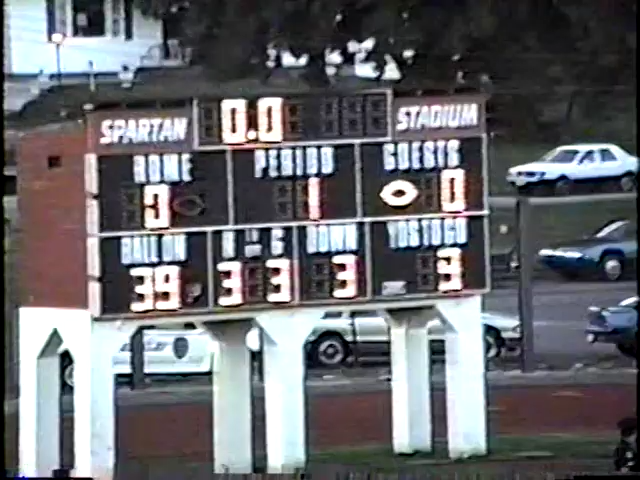 0.0
SPARTAN STADIUM
HOME PERIOD GUESTS
1 0
BALL ON H G DOWN YDS TO GO
39 3 3 3 3